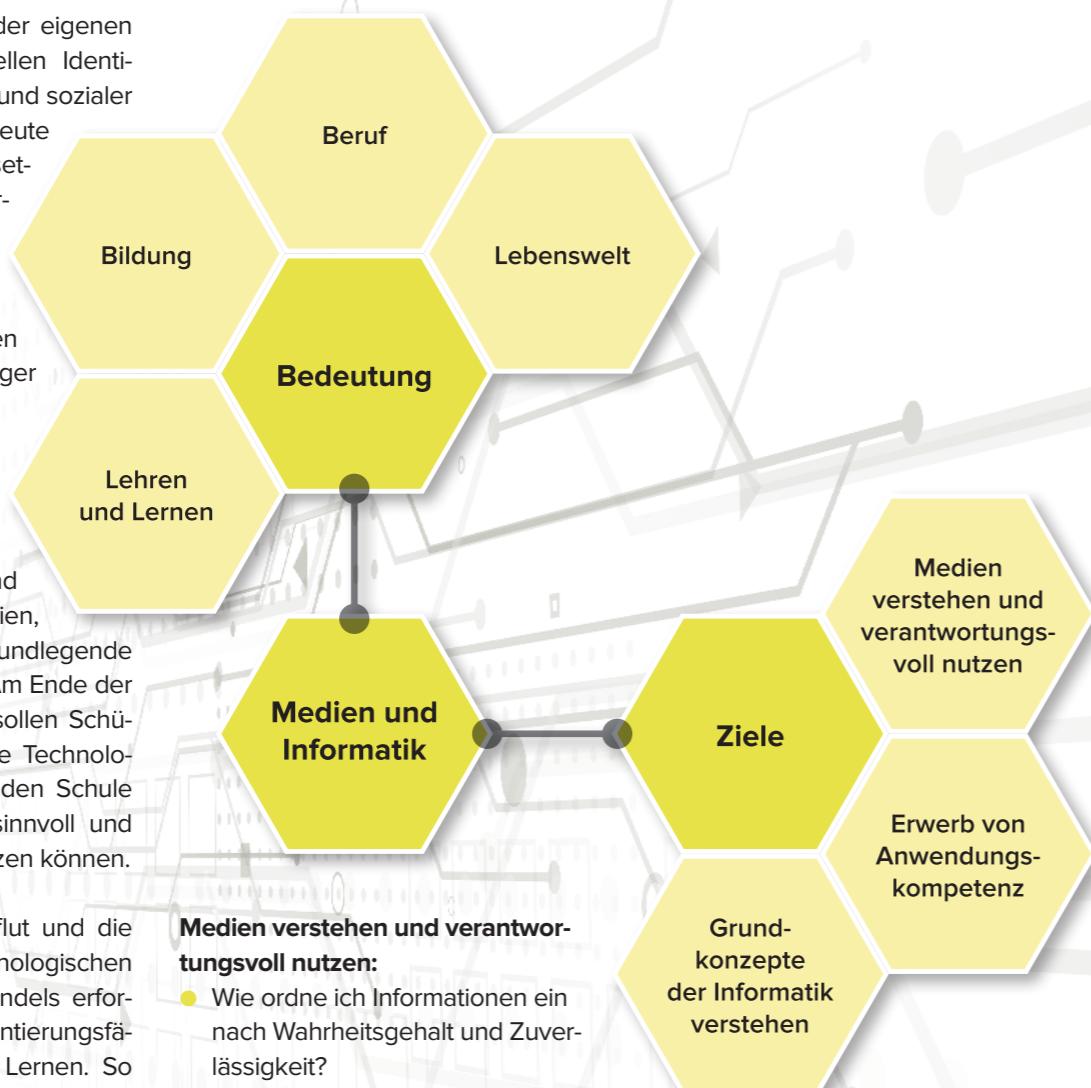 der eigenen
ellen Identi-
und sozialer
eute
set-
r-
en
ger
nd
ien,
undlegende
Am Ende der
sollen Schü-
e Technolo-
den Schule
sinnvoll und
zen können.
flut und die
hnologischen
ndels erfor-
ntierungsfä-
Lernen. So
Beruf
Bildung
Lebenswelt
Bedeutung
Lehren
und Lernen
Medien und
Informatik
Ziele
Medien
verstehen und
verantwortungs-
voll nutzen
Erwerb von
Anwendungs-
kompetenz
Grund-
konzepte
der Informatik
verstehen
Medien verstehen und verantwor-
tungsvoll nutzen:
Wie ordne ich Informationen ein
nach Wahrheitsgehalt und Zuver-
lässigkeit?